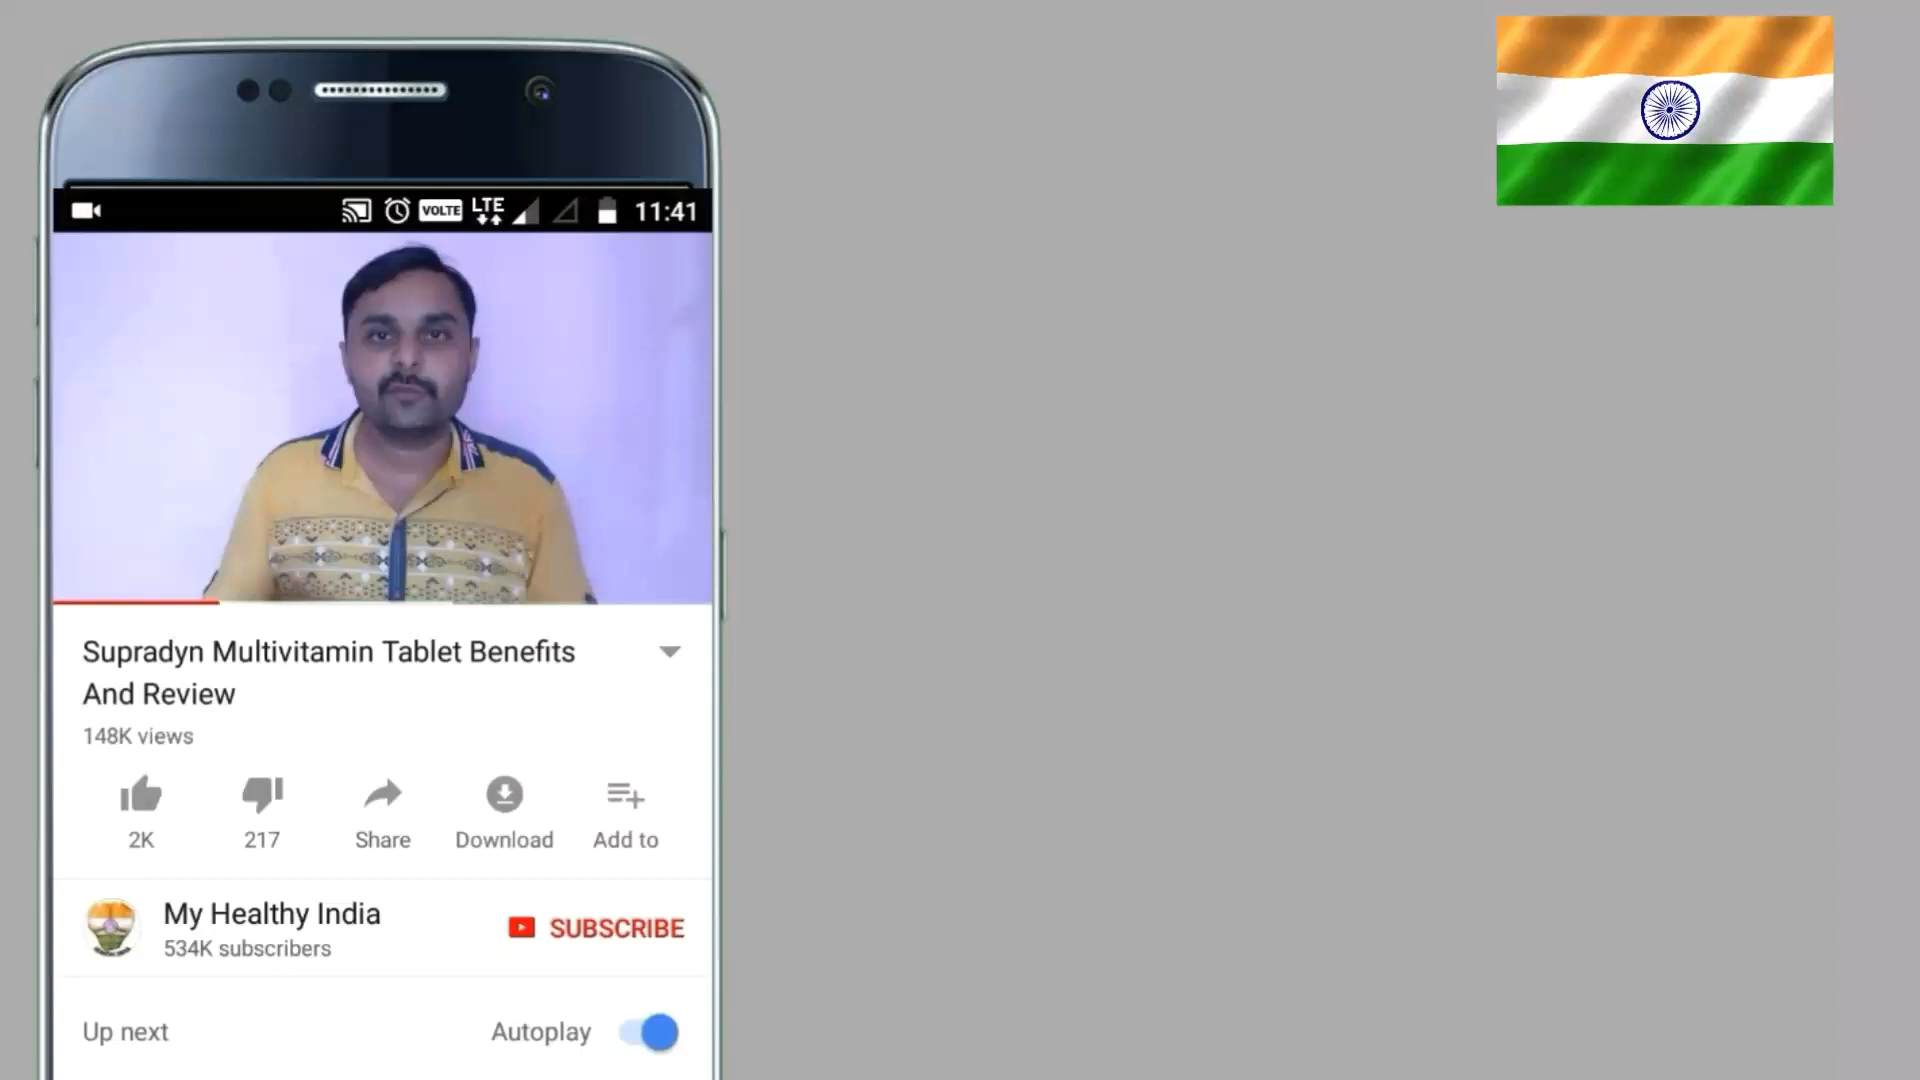 VOLTE LTE 11:41
Supradyn Multivitamin Tablet Benefits
And Review
148K views
2K 217 Share Download Add to
My Healthy India
534K subscribers
SUBSCRIBE
Up next Autoplay